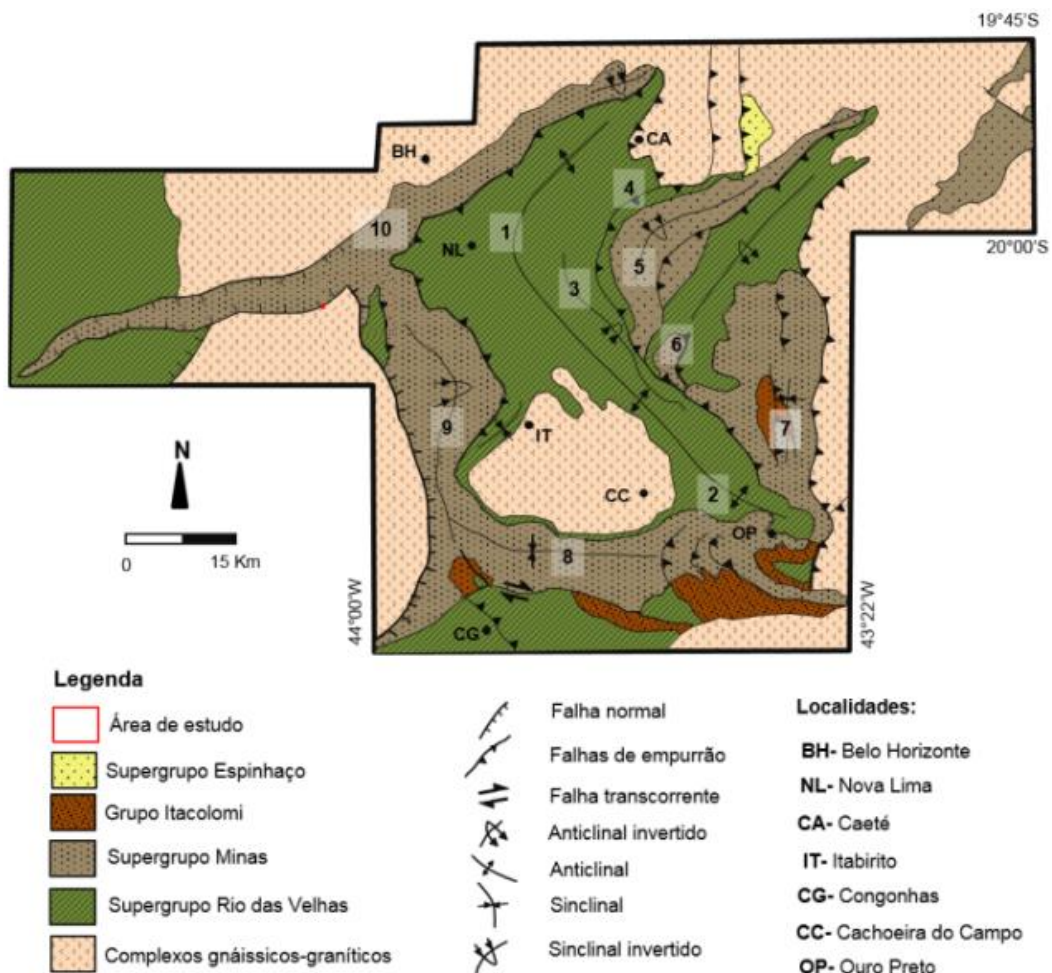 19°45'S
CA
BH
4
10
1
NL
20°00'S
5
3
6
9
7
IT
N
CC
2
OP
0
15 Km
8
44°00'W
43°22'W
CG
Legenda
Área de estudo
Supergrupo Espinhaço
Grupo Itacolomi
Supergrupo Minas
Supergrupo Rio das Velhas
Complexos gnáissicos-graníticos
Falha normal
Falhas de empurrão
Falha transcorrente
Anticlinal invertido
Anticlinal
Sinclinal
Sinclinal invertido
Localidades:
BH- Belo Horizonte
NL- Nova Lima
CA- Caeté
IT- Itabirito
CG- Congonhas
CC- Cachoeira do Campo
OP- Ouro Preto